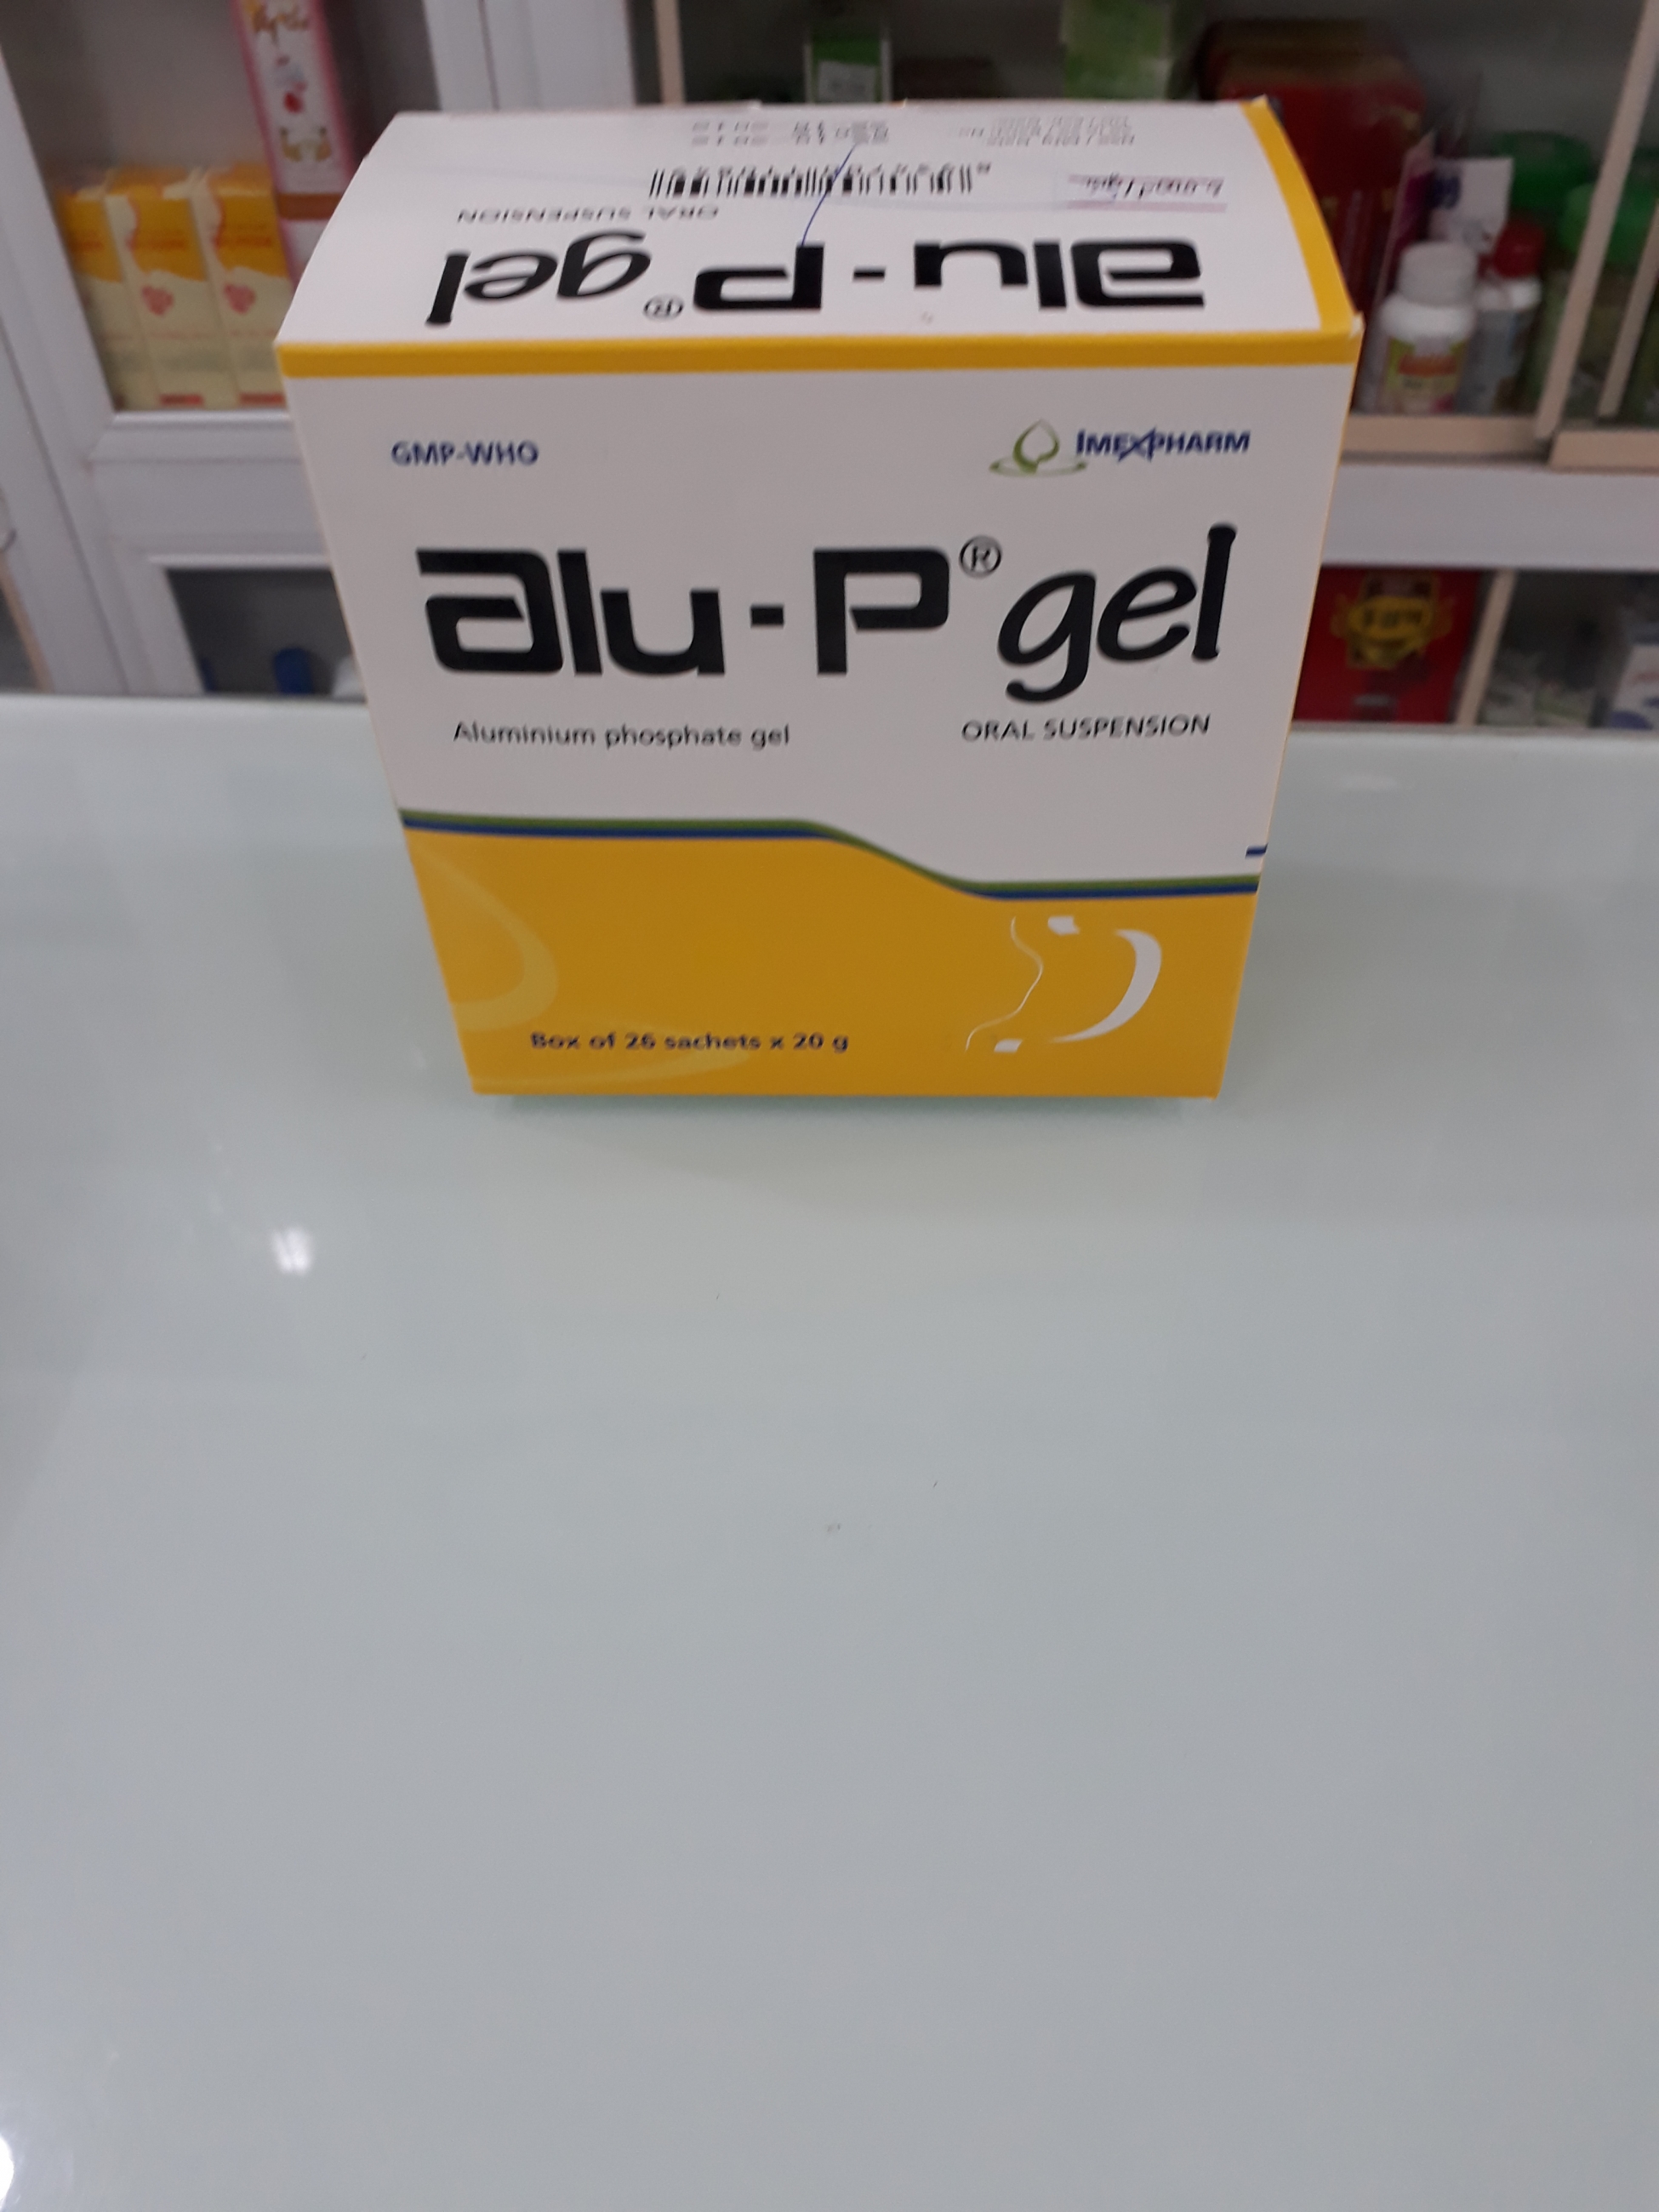 ORAL SUSPENSION
alu-P® gel
GMP-WHO
IMEXPHARM
alu-P® gel
Aluminium phosphate gel
ORAL SUSPENSION
Box of 26 sachets x 20 g